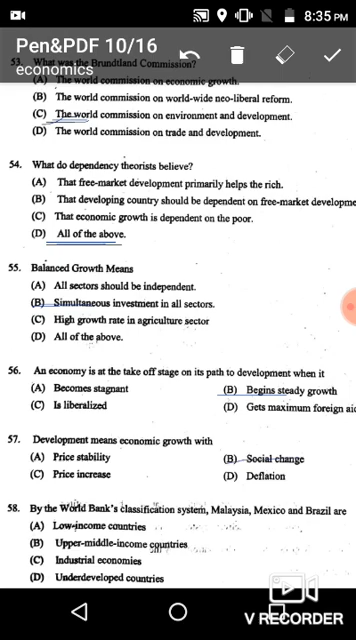 8:35 PM
Pen&PDF 10/16
economics
53. What was the Brundtland Commission?
(A) The world commission on economic growth.
(B) The world commission on world-wide neo-liberal reform.
(C) The world commission on environment and development.
(D) The world commission on trade and development.
54. What do dependency theorists believe?
(A) That free-market development primarily helps the rich.
(B) That developing country should be dependent on free-market developme
(C) That economic growth is dependent on the poor.
(D) All of the above.
55. Balanced Growth Means
(A) All sectors should be independent.
(B) Simultaneous investment in all sectors.
(C) High growth rate in agriculture sector
(D) All of the above.
56. An economy is at the take off stage on its path to development when it
(A) Becomes stagnant (B) Begins steady growth
(C) Is liberalized (D) Gets maximum foreign aid
57. Development means economic growth with
(A) Price stability (B) Social change
(C) Price increase (D) Deflation
58. By the World Bank's classification system, Malaysia, Mexico and Brazil are
(A) Low-income countries
(B) Upper-middle-income countries
(C) Industrial economies
(D) Underdeveloped countries
V RECORDER